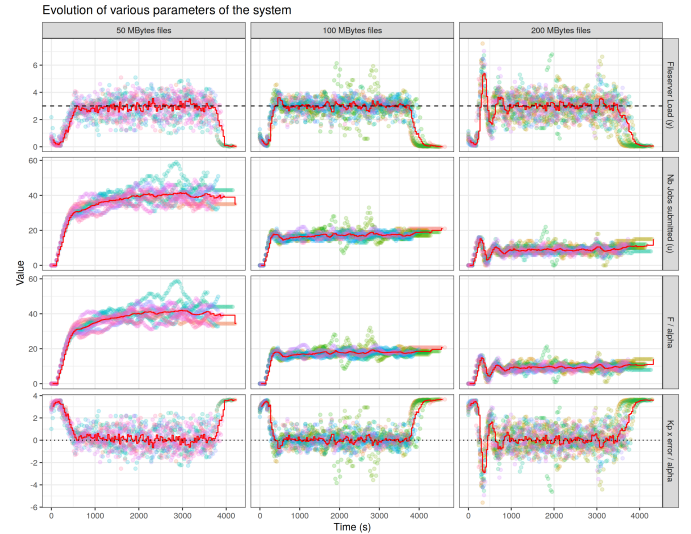 Evolution of various parameters of the system
50 MBytes files 100 MBytes files 200 MBytes files
6
4
2
0
Fileserver Load (y)
60
40
20
0
Nb Jobs submitted (u)
60
40
20
0
F / alpha
4
2
0
-2
-4
-6
Kp x error / alpha
Value
0 1000 2000 3000 4000 0 1000 2000 3000 4000 0 1000 2000 3000 4000
Time (s)